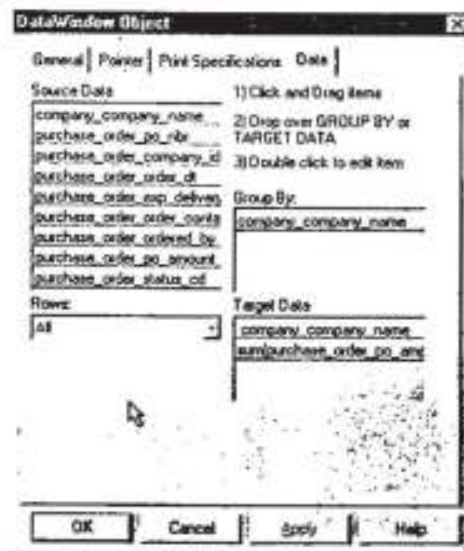 DataWindow Object
General Pointer Print Specifications Data
Source Data
company_company_name
purchase_order_po_nbr
purchase_order_company_id
purchase_order_order_dt
purchase_order_exp_deliver
purchase_order_order_conta
purchase_order_ordered_by
purchase_order_po_amount
purchase_order_status_cd
Rows:
All
1) Click and Drag items
2) Drop over GROUP BY or
TARGET DATA
3) Double click to edit item
Group By:
company_company_name
Target Data
company_company_name
sum(purchase_order_po_amo
OK Cancel Apply Help